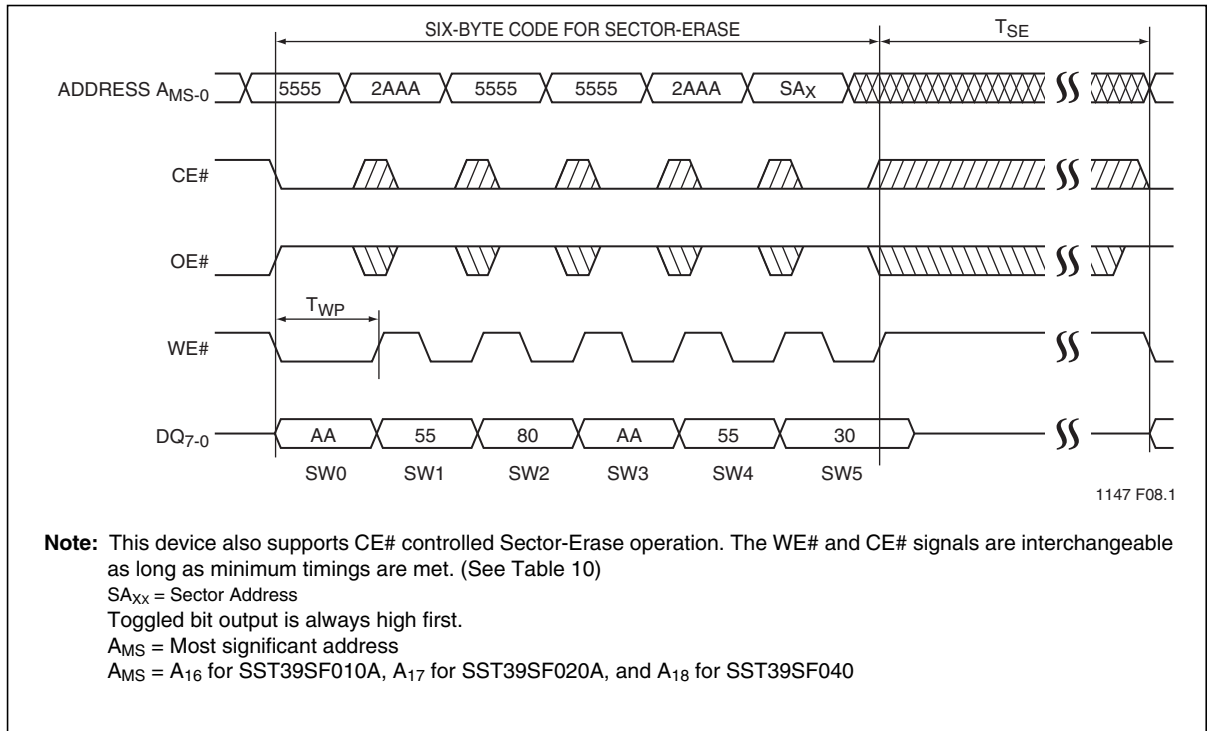 SIX-BYTE CODE FOR SECTOR-ERASE TSE
ADDRESS AMS-0 5555 2AAA 5555 5555 2AAA SAX
CE#
OE#
TWP
WE#
DQ7-0 AA 55 80 AA 55 30
SW0 SW1 SW2 SW3 SW4 SW5
1147 F08.1
Note: This device also supports CE# controlled Sector-Erase operation. The WE# and CE# signals are interchangeable
as long as minimum timings are met. (See Table 10)
SAXx = Sector Address
Toggled bit output is always high first.
AMS = Most significant address
AMS = A16 for SST39SF010A, A17 for SST39SF020A, and A18 for SST39SF040